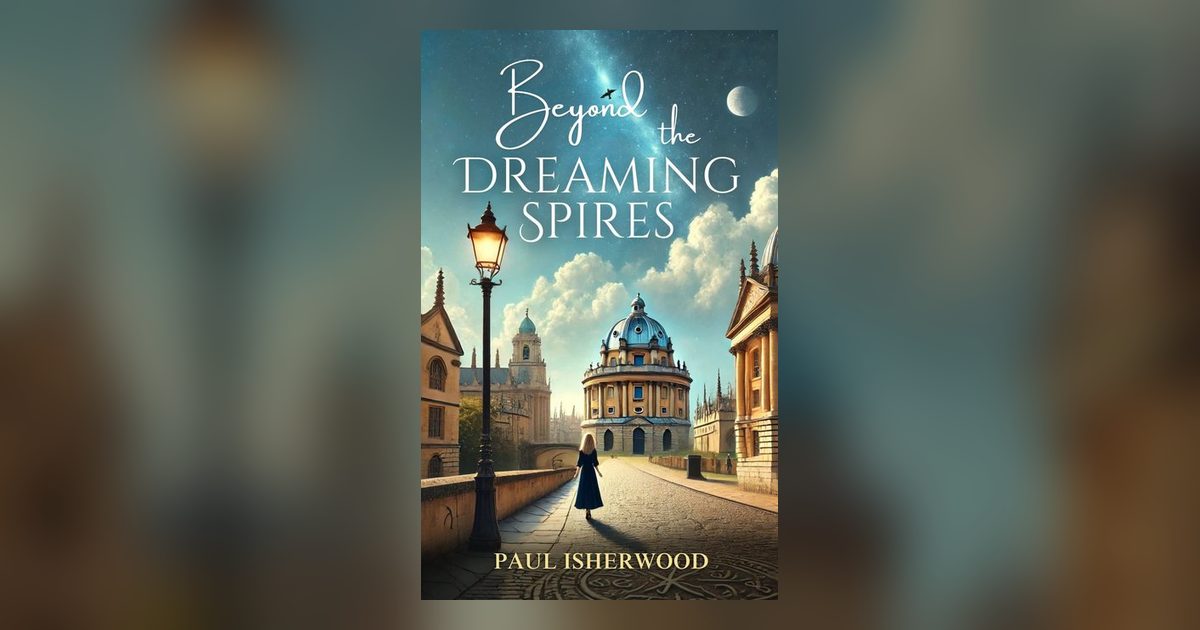 Beyond
the
DREAMING
SPIRES
PAUL ISHERWOOD